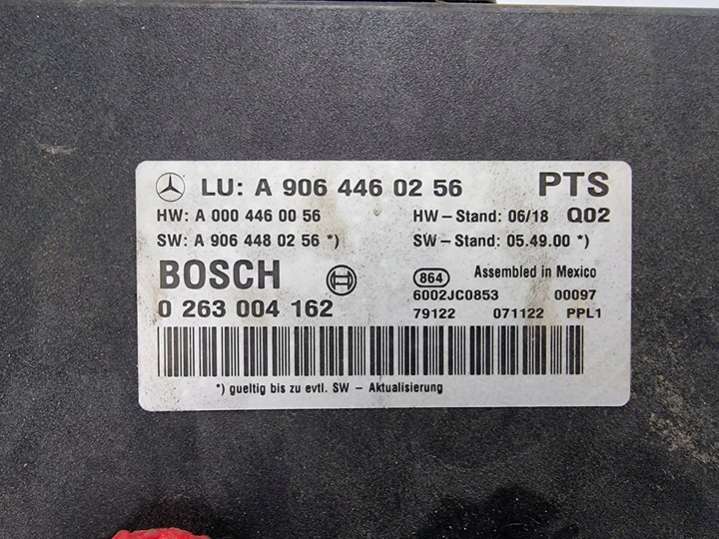 LU: A 906 446 02 56 PTS
HW: A 000 446 00 56 HW-Stand: 06/18 Q02
SW: A 906 448 02 56 *) SW-Stand: 05.49.00 *)
BOSCH 864 Assembled in Mexico
6002JC0853 00097
0 263 004 162 79122 071122 PPL1
*) gueltig bis zu evtl. SW - Aktualisierung